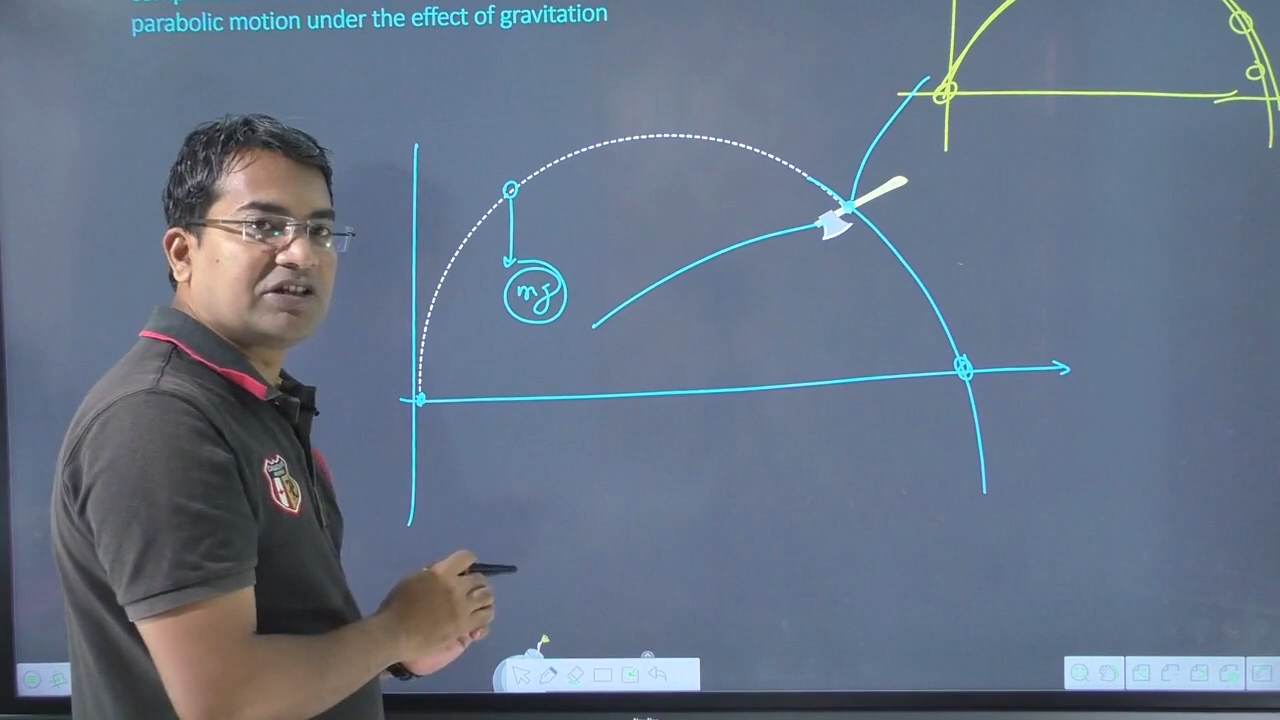 parabolic motion under the effect of gravitation
mg